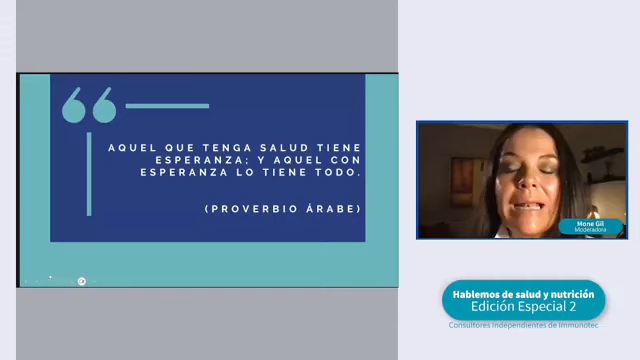 AQUEL QUE TENGA SALUD TIENE
ESPERANZA; Y AQUEL CON
ESPERANZA LO TIENE TODO.
(PROVERBIO ÁRABE)
Mone Gil
Moderadora
Hablemos de salud y nutrición
Edición Especial 2
Consultores Independientes de Immunotec